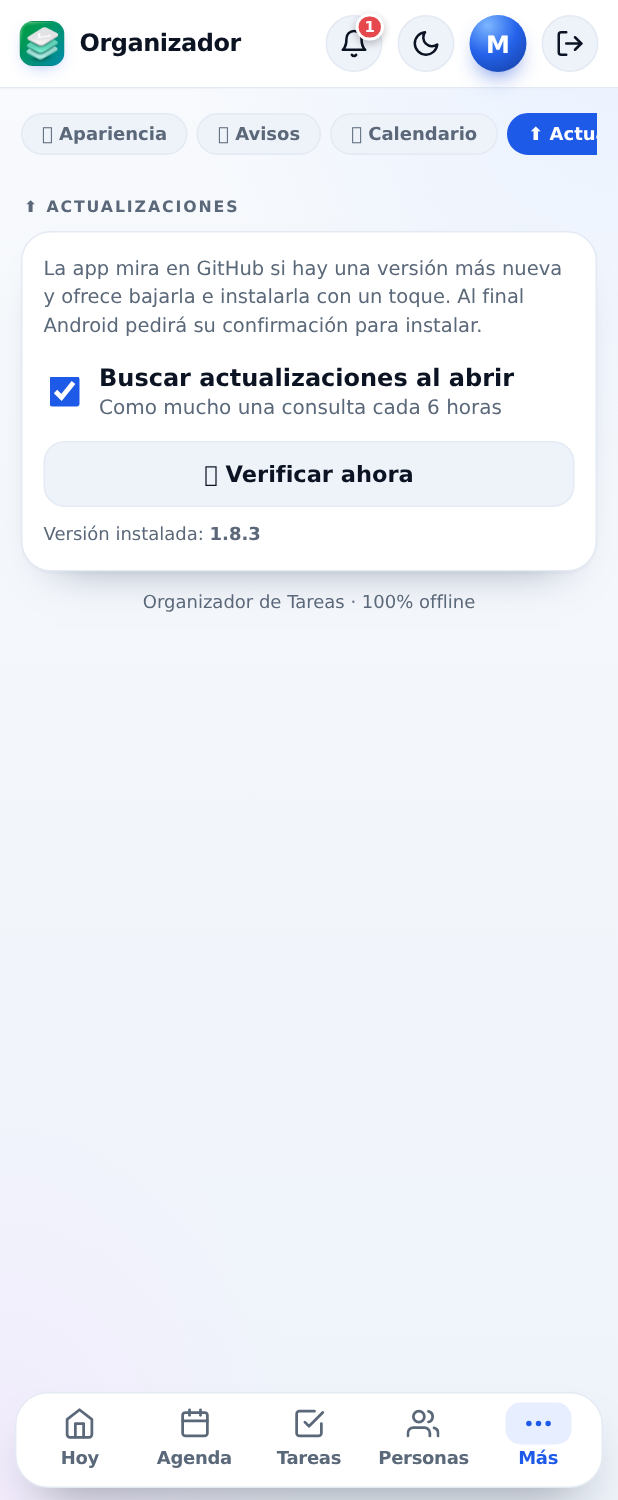 Organizador
1
M
Apariencia
Avisos
Calendario
⬆ Actu
⬆ ACTUALIZACIONES
La app mira en GitHub si hay una versión más nueva
y ofrece bajarla e instalarla con un toque. Al final
Android pedirá su confirmación para instalar.
Buscar actualizaciones al abrir
Como mucho una consulta cada 6 horas
Verificar ahora
Versión instalada: 1.8.3
Organizador de Tareas · 100% offline
Hoy
Agenda
Tareas
Personas
Más